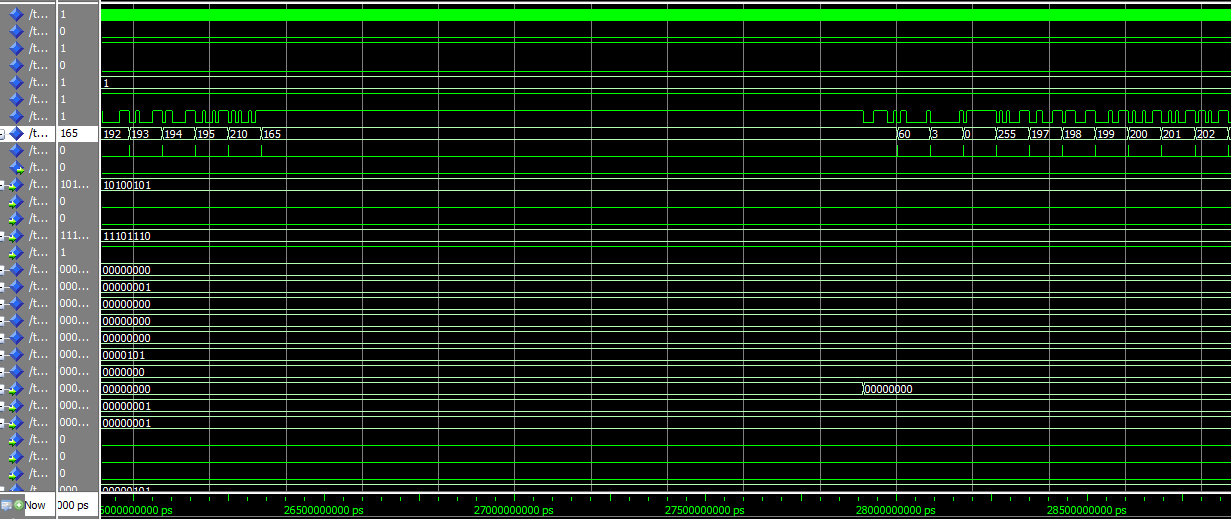 /t... 1
/t... 0
/t... 1
/t... 0
/t... 1 1
/t... 1
/t... 1
/t... 165 192 193 194 195 210 165 60 3 0 255 197 198 199 200 201 202
/t... 0
/t... 0
/t... 101... 10100101
/t... 0
/t... 0
/t... 111... 11101110
/t... 1
/t... 000... 00000000
/t... 000... 00000001
/t... 000... 00000000
/t... 000... 00000000
/t... 000... 00000000
/t... 000... 0000101
/t... 000... 0000000
/t... 000... 00000000 00000000
/t... 000... 00000001
/t... 000... 00000001
/t... 0
/t... 0
/t... 0
00000101
Now 000 ps 6000000000 ps 26500000000 ps 27000000000 ps 27500000000 ps 28000000000 ps 28500000000 ps